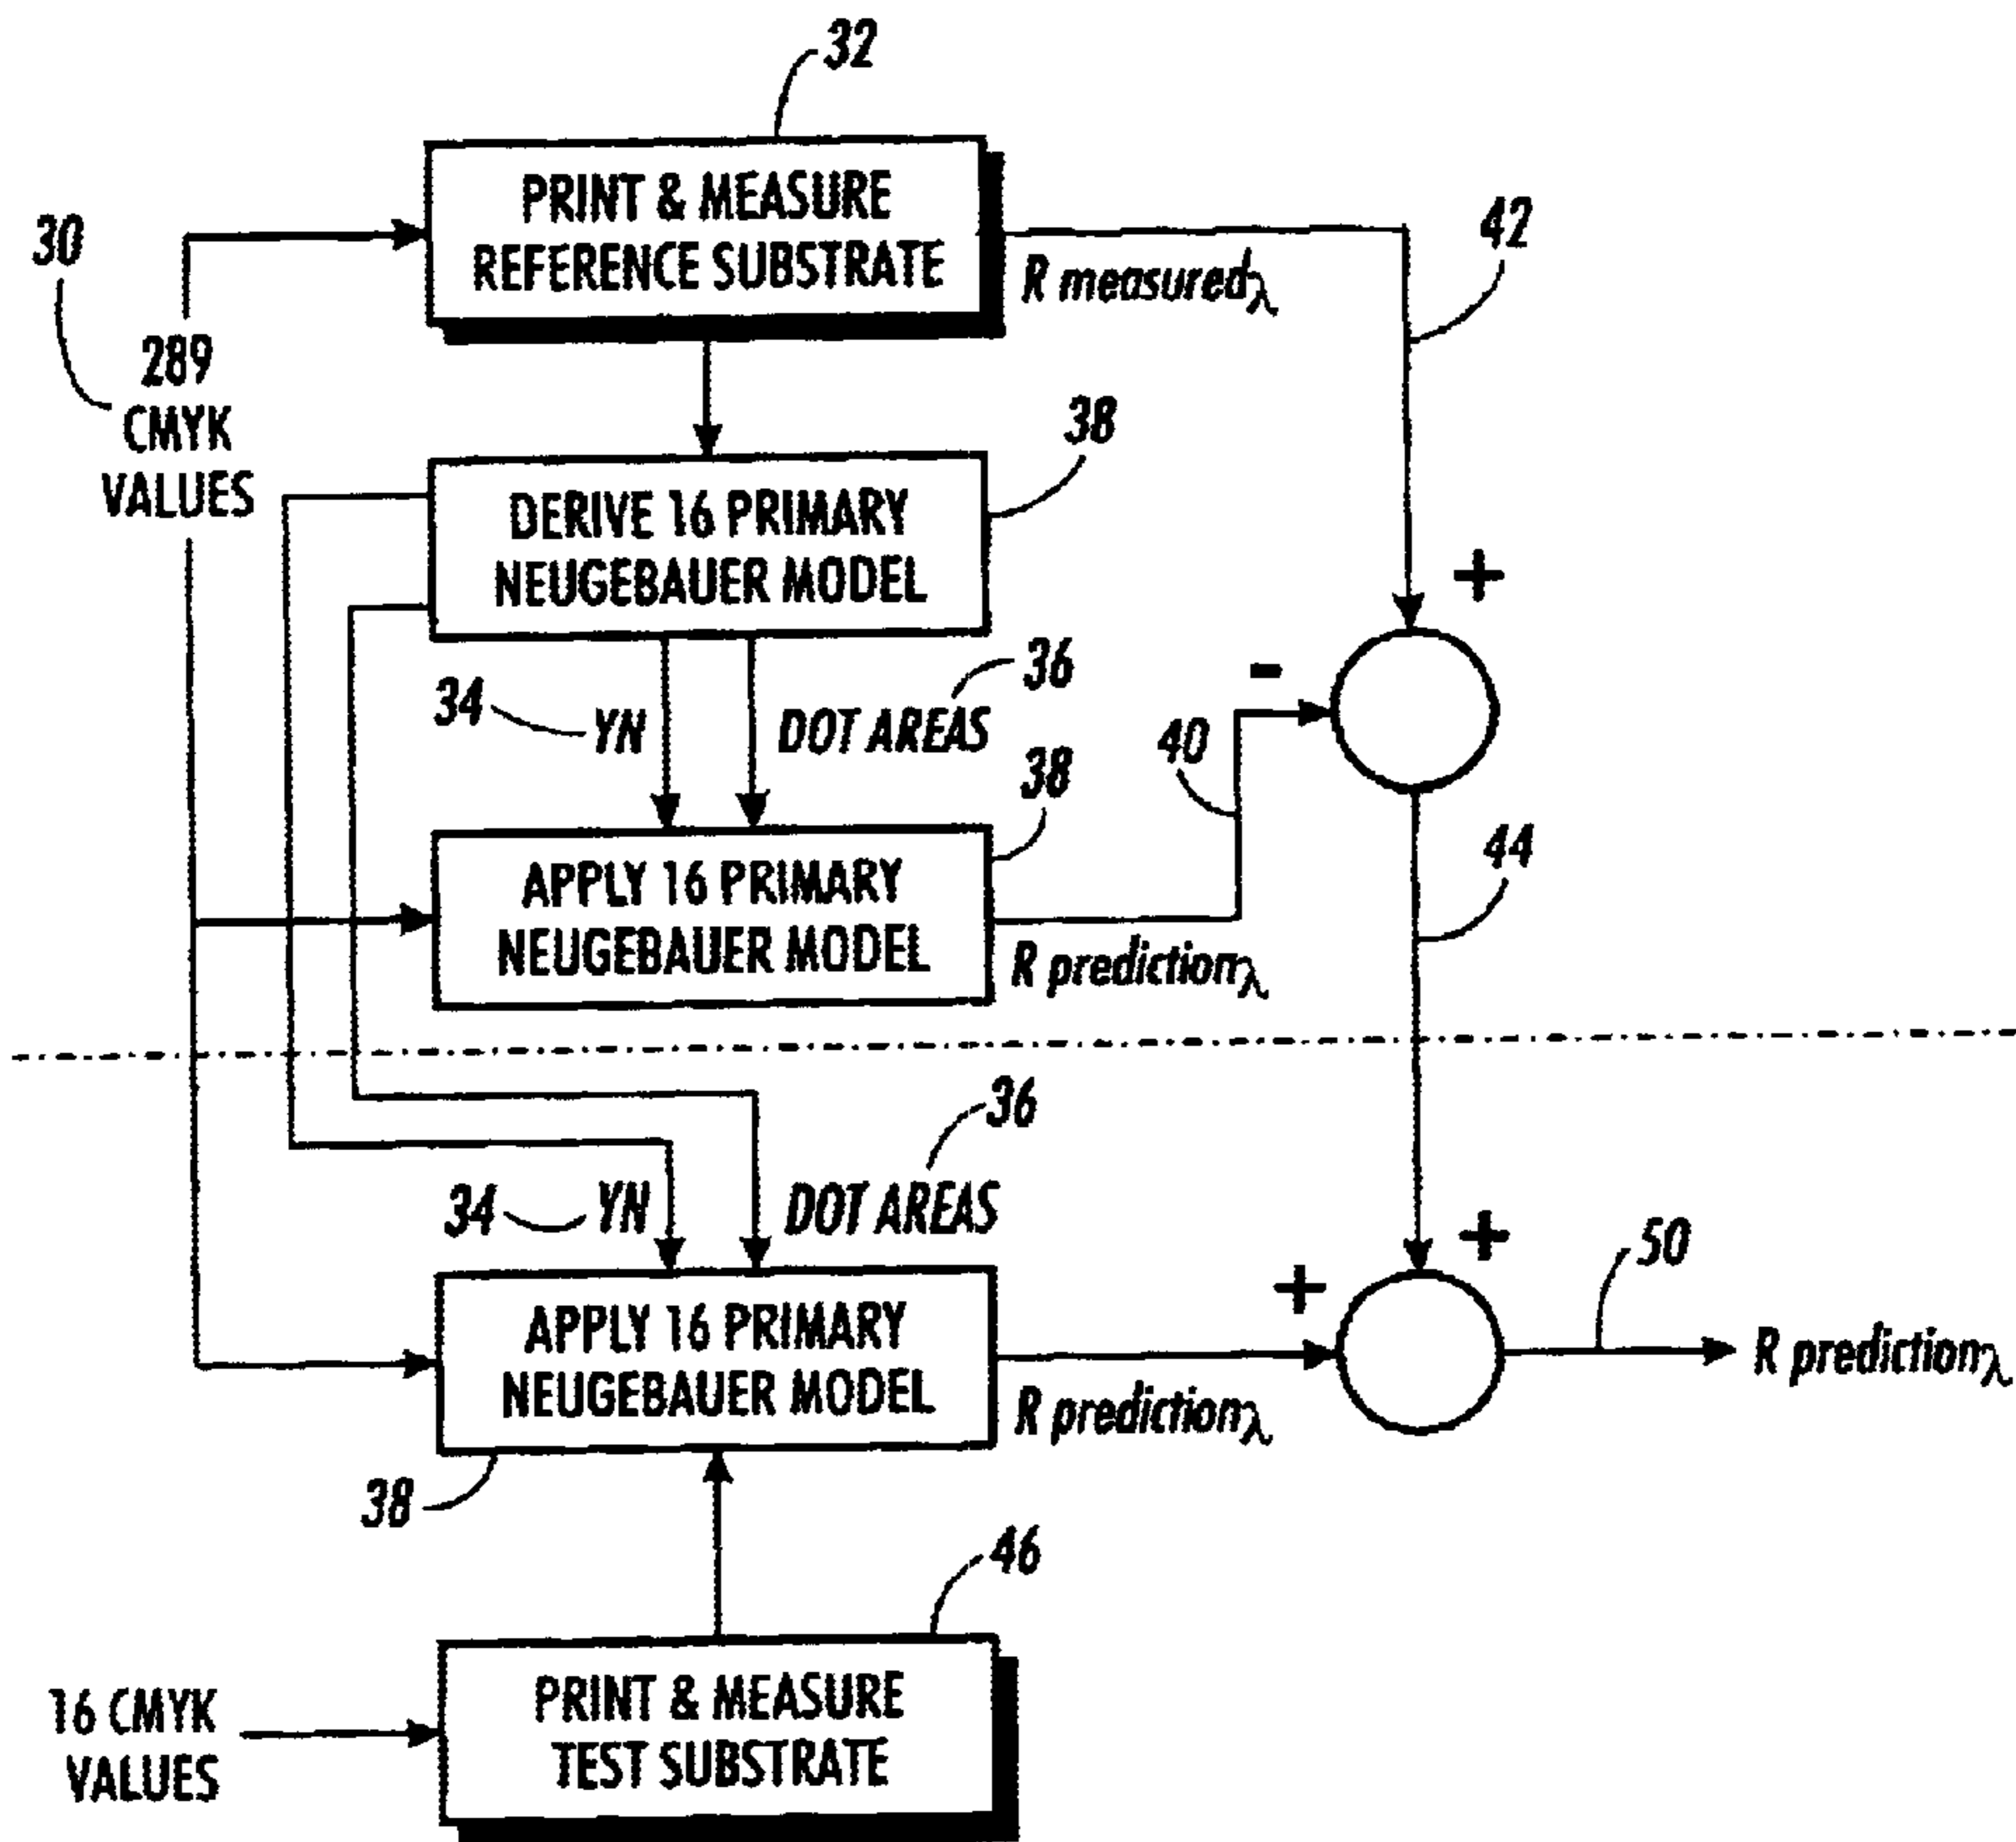 32
PRINT & MEASURE
REFERENCE SUBSTRATE
30
42
R measuredλ
289
CMYK
VALUES
38
DERIVE 16 PRIMARY
NEUGEBAUER MODEL
+
34
YN
DOT AREAS
36
-
40
38
APPLY 16 PRIMARY
NEUGEBAUER MODEL
44
R predictionλ
36
34
YN
DOT AREAS
+
+
50
APPLY 16 PRIMARY
NEUGEBAUER MODEL
R predictionλ
R predictionλ
38
46
16 CMYK
VALUES
PRINT & MEASURE
TEST SUBSTRATE